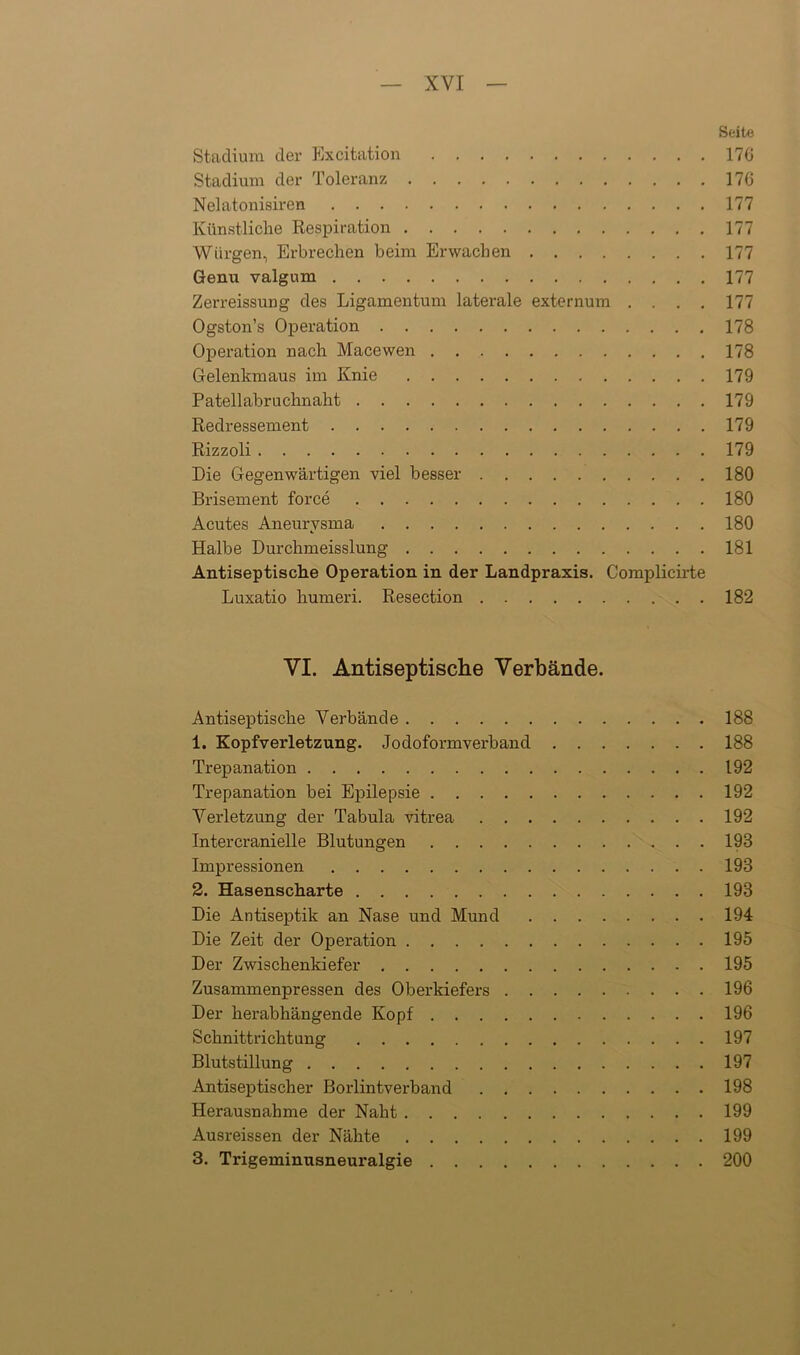 — XVI —
Seite
Stadium der Excitation . . . . . . . . . . . . 176
Stadium der Toleranz . . . . . . . . . . . . . 176
Nelatonisiren . . . . . . . . . . . . . . . . 177
Künstliche Respiration . . . . . . . . . . . . . 177
Würgen, Erbrechen beim Erwachen . . . . . . . . 177
Genu valgum . . . . . . . . . . . . . . . . 177
Zerreissung des Ligamentum laterale externum . . . . 177
Ogston's Operation . . . . . . . . . . . . . . 178
Operation nach Macewen . . . . . . . . . . . . 178
Gelenkmaus im Knie . . . . . . . . . . . . . 179
Patellabruchnaht . . . . . . . . . . . . . . . 179
Redressement . . . . . . . . . . . . . . . . 179
Rizzoli . . . . . . . . . . . . . . . . . . . 179
Die Gegenwärtigen viel besser . . . . . . . . . . 180
Brisement forcé . . . . . . . . . . . . . . . 180
Acutes Aneurysma . . . . . . . . . . . . . . 180
Halbe Durchmeisslung . . . . . . . . . . . . . 181
Antiseptische Operation in der Landpraxis. Complicirte
Luxatio humeri. Resection . . . . . . . . . . 182
VI. Antiseptische Verbände.
Antiseptische Verbände . . . . . . . . . . . . . 188
1. Kopfverletzung. Jodoformverband . . . . . . . 188
Trepanation . . . . . . . . . . . . . . . . . 192
Trepanation bei Epilepsie . . . . . . . . . . . . 192
Verletzung der Tabula vitrea . . . . . . . . . . 192
Intercranielle Blutungen . . . . . . . . . . . . 193
Impressionen . . . . . . . . . . . . . . . . 193
2. Hasenscharte . . . . . . . . . . . . . . . 193
Die Antiseptik an Nase und Mund . . . . . . . . 194
Die Zeit der Operation . . . . . . . . . . . . . 195
Der Zwischenkiefer . . . . . . . . . . . . . . 195
Zusammenpressen des Oberkiefers . . . . . . . . . 196
Der herabhängende Kopf . . . . . . . . . . . . 196
Schnittrichtung . . . . . . . . . . . . . . . 197
Blutstillung . . . . . . . . . . . . . . . . . 197
Antiseptischer Borlintverband . . . . . . . . . . 198
Herausnahme der Naht . . . . . . . . . . . . . 199
Ausreissen der Nähte . . . . . . . . . . . . . 199
3. Trigeminusneuralgie . . . . . . . . . . . . 200